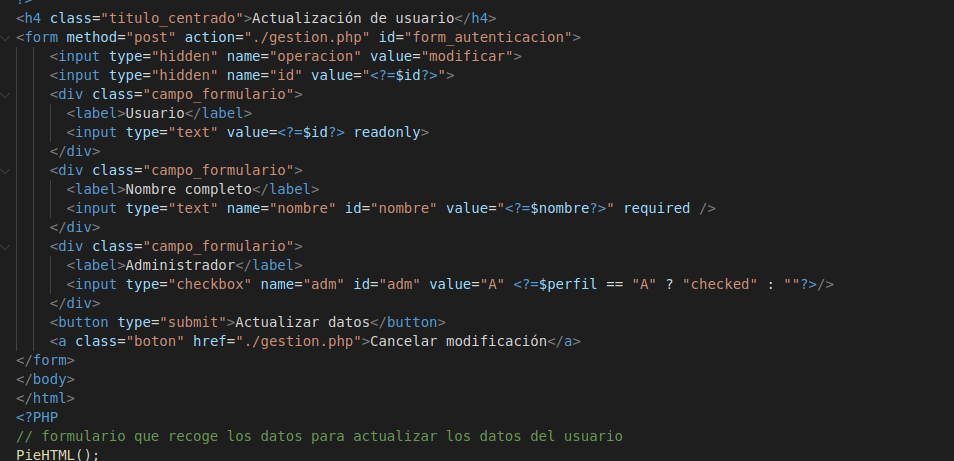 ?>
<h4 class="titulo_centrado">Actualización de usuario</h4>
<form method="post" action="./gestion.php" id="form_autenticacion">
<input type="hidden" name="operacion" value="modificar">
<input type="hidden" name="id" value="<?=$id?>">
<div class="campo_formulario">
<label>Usuario</label>
<input type="text" value=<?=$id?> readonly>
</div>
<div class="campo_formulario">
<label>Nombre completo</label>
<input type="text" name="nombre" id="nombre" value="<?=$nombre?>" required />
</div>
<div class="campo_formulario">
<label>Administrador</label>
<input type="checkbox" name="adm" id="adm" value="A" <?=$perfil == "A" ? "checked" : ""?>/>
</div>
<button type="submit">Actualizar datos</button>
<a class="boton" href="./gestion.php">Cancelar modificación</a>
</form>
</body>
</html>
<?PHP
// formulario que recoge los datos para actualizar los datos del usuario
PieHTML();